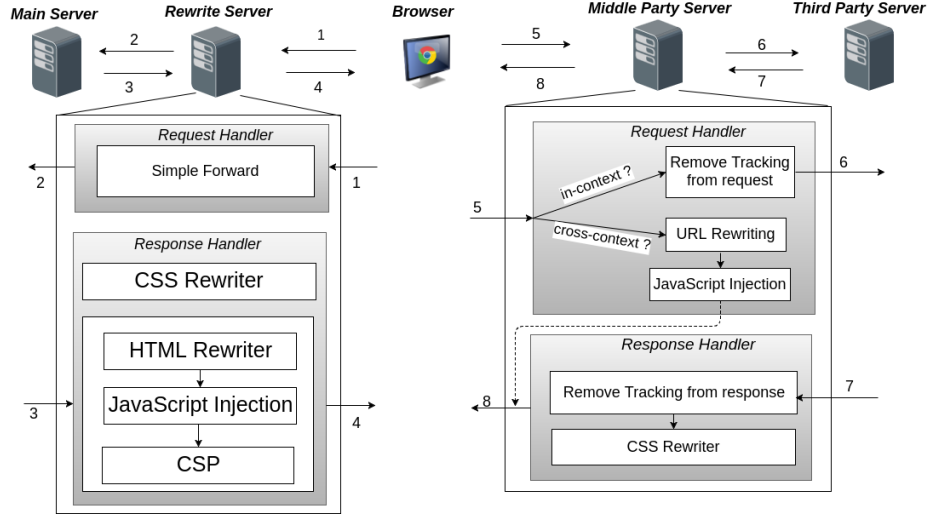 Main Server
Rewrite Server
Browser
Middle Party Server
Third Party Server
2
3
1
4
5
8
6
7
Request Handler
Simple Forward
2
1
Response Handler
CSS Rewriter
HTML Rewriter
JavaScript Injection
CSP
3
4
Request Handler
in-context ?
Remove Tracking
from request
6
5
cross-context ?
URL Rewriting
JavaScript Injection
Response Handler
Remove Tracking from response
7
8
CSS Rewriter